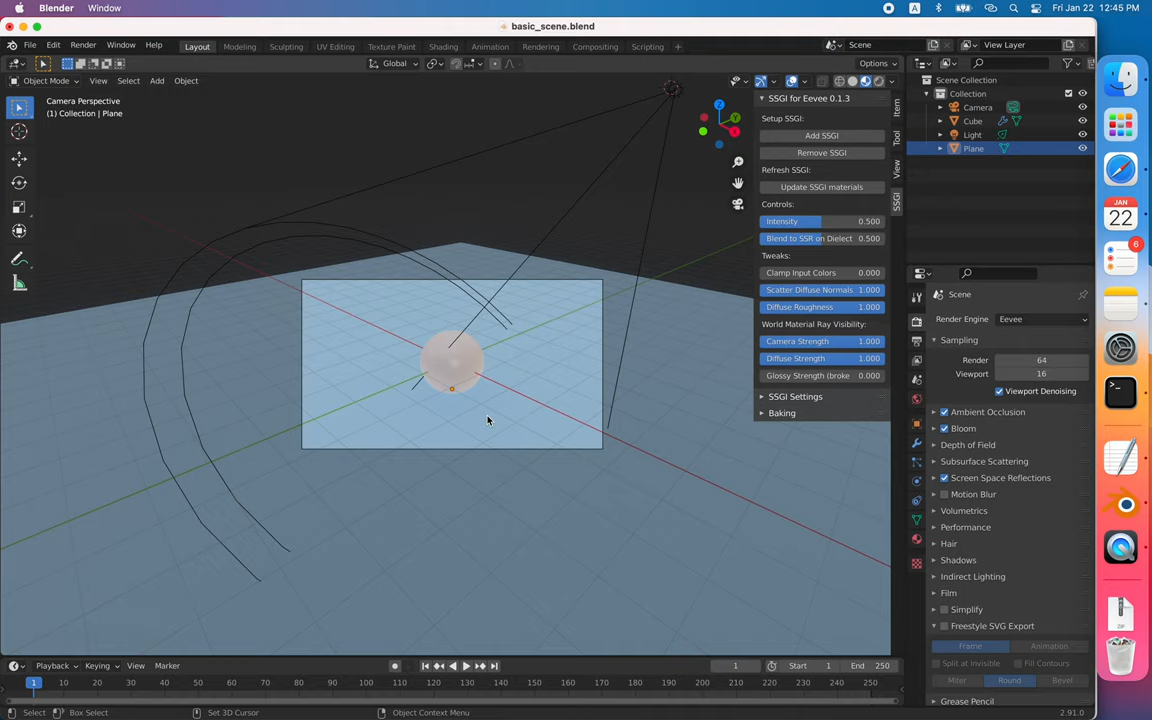 Blender Window A Fri Jan 22 12:45 PM
basic_scene.blend
File Edit Render Window Help Layout Modeling Sculpting UV Editing Texture Paint Shading Animation Rendering Compositing Scripting + Scene View Layer
Global Options
Object Mode View Select Add Object
Camera Perspective
(1) Collection | Plane
Z
Y
X
SSGI for Eevee 0.1.3
Setup SSGI:
Add SSGI
Remove SSGI
Refresh SSGI:
Update SSGI materials
Controls:
Intensity 0.500
Blend to SSR on Dielect 0.500
Tweaks:
Clamp Input Colors 0.000
Scatter Diffuse Normals 1.000
Diffuse Roughness 1.000
World Material Ray Visibility:
Camera Strength 1.000
Diffuse Strength 1.000
Glossy Strength (broke 0.000
SSGI Settings
Baking
Item
Tool
View
SSGI
Scene Collection
Collection
Camera
Cube
Light
Plane
Scene
Render Engine Eevee
Sampling
Render 64
Viewport 16
Viewport Denoising
Ambient Occlusion
Bloom
Depth of Field
Subsurface Scattering
Screen Space Reflections
Motion Blur
Volumetrics
Performance
Hair
Shadows
Indirect Lighting
Film
Simplify
Freestyle SVG Export
Frame Animation
Split at Invisible Fill Contours
Miter Round Bevel
Grease Pencil
JAN
22
6
ZIP
Playback Keying View Marker 1 Start 1 End 250
1 10 20 30 40 50 60 70 80 90 100 110 120 130 140 150 160 170 180 190 200 210 220 230 240 250
Select Box Select Set 3D Cursor Object Context Menu 2.91.0